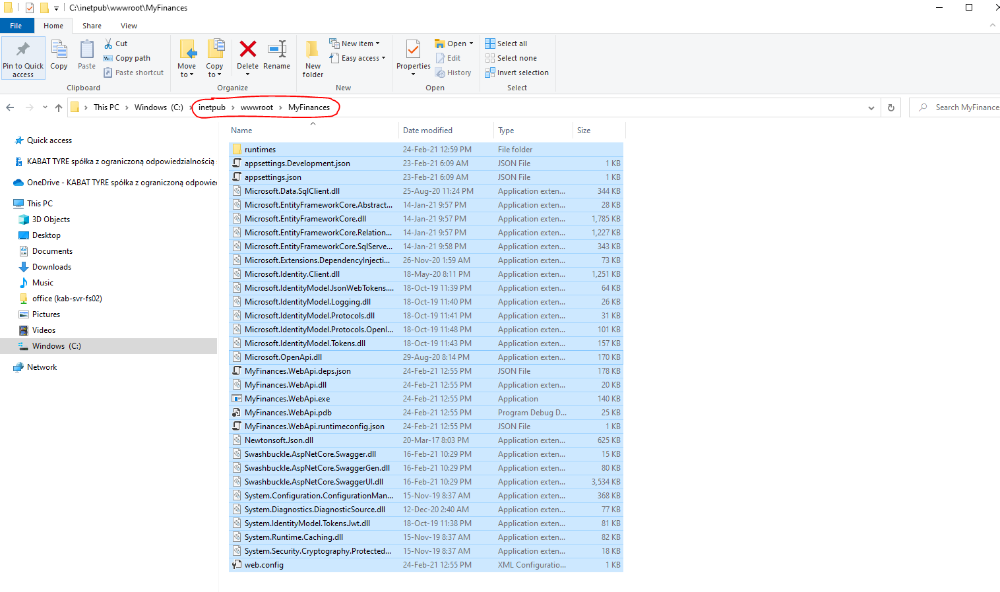 C:\inetpub\wwwroot\MyFinances
File Home Share View
Pin to Quick access
Copy
Paste
Cut
Copy path
Paste shortcut
Clipboard
Move to
Copy to
Delete
Rename
Organize
New folder
New item
Easy access
New
Properties
Open
Edit
History
Open
Select all
Select none
Invert selection
Select
This PC Windows (C:) inetpub wwwroot MyFinances
Search MyFinance
Quick access
KABAT TYRE spółka z ograniczoną odpowiedzialnością
OneDrive - KABAT TYRE spółka z ograniczoną odpowie
This PC
3D Objects
Desktop
Documents
Downloads
Music
office (kab-svr-fs02)
Pictures
Videos
Windows (C:)
Network
Name Date modified Type Size
runtimes 24-Feb-21 12:59 PM File folder
appsettings.Development.json 23-Feb-21 6:09 AM JSON File 1 KB
appsettings.json 23-Feb-21 6:09 AM JSON File 1 KB
Microsoft.Data.SqlClient.dll 25-Aug-20 11:24 PM Application exten... 344 KB
Microsoft.EntityFrameworkCore.Abstract... 14-Jan-21 9:57 PM Application exten... 28 KB
Microsoft.EntityFrameworkCore.dll 14-Jan-21 9:57 PM Application exten... 1,785 KB
Microsoft.EntityFrameworkCore.Relation... 14-Jan-21 9:57 PM Application exten... 1,227 KB
Microsoft.EntityFrameworkCore.SqlServe... 14-Jan-21 9:58 PM Application exten... 343 KB
Microsoft.Extensions.DependencyInjecti... 26-Nov-20 1:59 AM Application exten... 73 KB
Microsoft.Identity.Client.dll 18-May-20 8:11 PM Application exten... 1,251 KB
Microsoft.IdentityModel.JsonWebTokens.... 18-Oct-19 11:39 PM Application exten... 64 KB
Microsoft.IdentityModel.Logging.dll 18-Oct-19 11:40 PM Application exten... 26 KB
Microsoft.IdentityModel.Protocols.dll 18-Oct-19 11:41 PM Application exten... 31 KB
Microsoft.IdentityModel.Protocols.OpenI... 18-Oct-19 11:48 PM Application exten... 101 KB
Microsoft.IdentityModel.Tokens.dll 18-Oct-19 11:43 PM Application exten... 157 KB
Microsoft.OpenApi.dll 29-Aug-20 8:14 PM Application exten... 170 KB
MyFinances.WebApi.deps.json 24-Feb-21 12:55 PM JSON File 178 KB
MyFinances.WebApi.dll 24-Feb-21 12:55 PM Application exten... 20 KB
MyFinances.WebApi.exe 24-Feb-21 12:55 PM Application 140 KB
MyFinances.WebApi.pdb 24-Feb-21 12:55 PM Program Debug D... 25 KB
MyFinances.WebApi.runtimeconfig.json 24-Feb-21 12:55 PM JSON File 1 KB
Newtonsoft.Json.dll 20-Mar-17 8:03 PM Application exten... 625 KB
Swashbuckle.AspNetCore.Swagger.dll 16-Feb-21 10:29 PM Application exten... 15 KB
Swashbuckle.AspNetCore.SwaggerGen.dll 16-Feb-21 10:29 PM Application exten... 80 KB
Swashbuckle.AspNetCore.SwaggerUI.dll 16-Feb-21 10:29 PM Application exten... 3,534 KB
System.Configuration.ConfigurationMan... 15-Nov-19 8:37 AM Application exten... 368 KB
System.Diagnostics.DiagnosticSource.dll 12-Dec-20 2:40 AM Application exten... 77 KB
System.IdentityModel.Tokens.Jwt.dll 18-Oct-19 11:38 PM Application exten... 81 KB
System.Runtime.Caching.dll 15-Nov-19 8:37 AM Application exten... 82 KB
System.Security.Cryptography.Protected... 15-Nov-19 8:37 AM Application exten... 18 KB
web.config 24-Feb-21 12:55 PM XML Configuratio... 1 KB